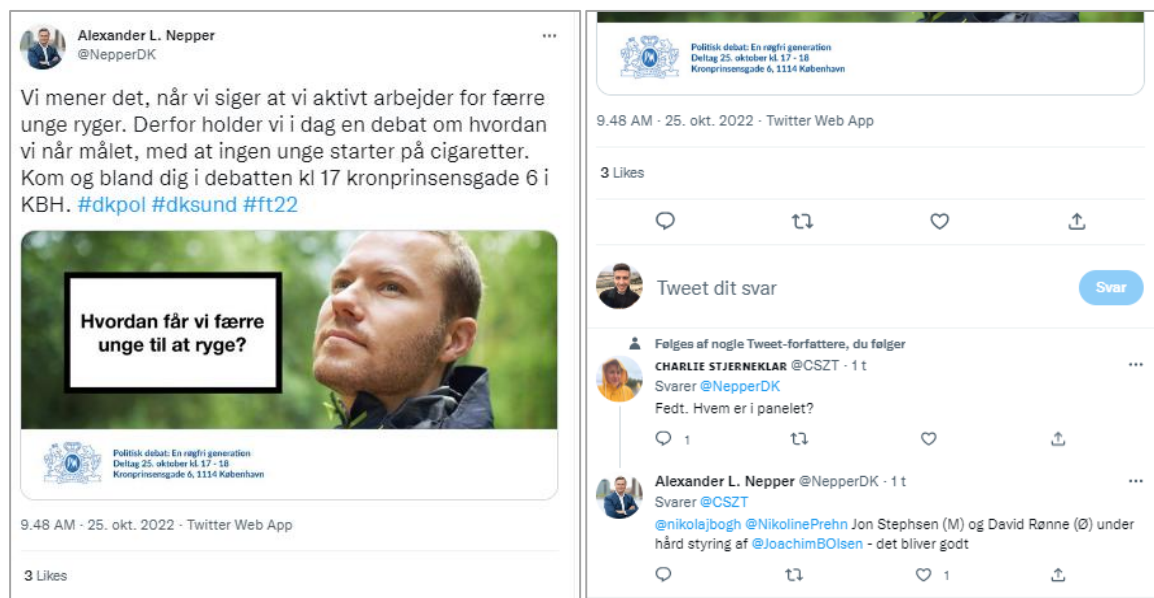 Alexander L. Nepper
@NepperDK
Vi mener det, når vi siger at vi aktivt arbejder for færre
unge ryger. Derfor holder vi i dag en debat om hvordan
vi når målet, med at ingen unge starter på cigaretter.
Kom og bland dig i debatten kl 17 kronprinsensgade 6 i
KBH. #dkpol #dksund #ft22
Hvordan får vi færre
unge til at ryge?
PM
Politisk debat: En røgfri generation
Deltag 25. oktober kl. 17 - 18
Kronprinsensgade 6, 1114 København
9.48 AM · 25. okt. 2022 · Twitter Web App
3 Likes
PM
Politisk debat: En røgfri generation
Deltag 25. oktober kl. 17 - 18
Kronprinsensgade 6, 1114 København
9.48 AM · 25. okt. 2022 · Twitter Web App
3 Likes
Tweet dit svar
Svar
Følges af nogle Tweet-forfattere, du følger
CHARLIE STJERNEKLAR @CSZT · 1 t
Svarer @NepperDK
Fedt. Hvem er i panelet?
1
Alexander L. Nepper @NepperDK · 1 t
Svarer @CSZT
@nikolajbogh @NikolinePrehn Jon Stephsen (M) og David Rønne (Ø) under
hård styring af @JoachimBOlsen - det bliver godt
1